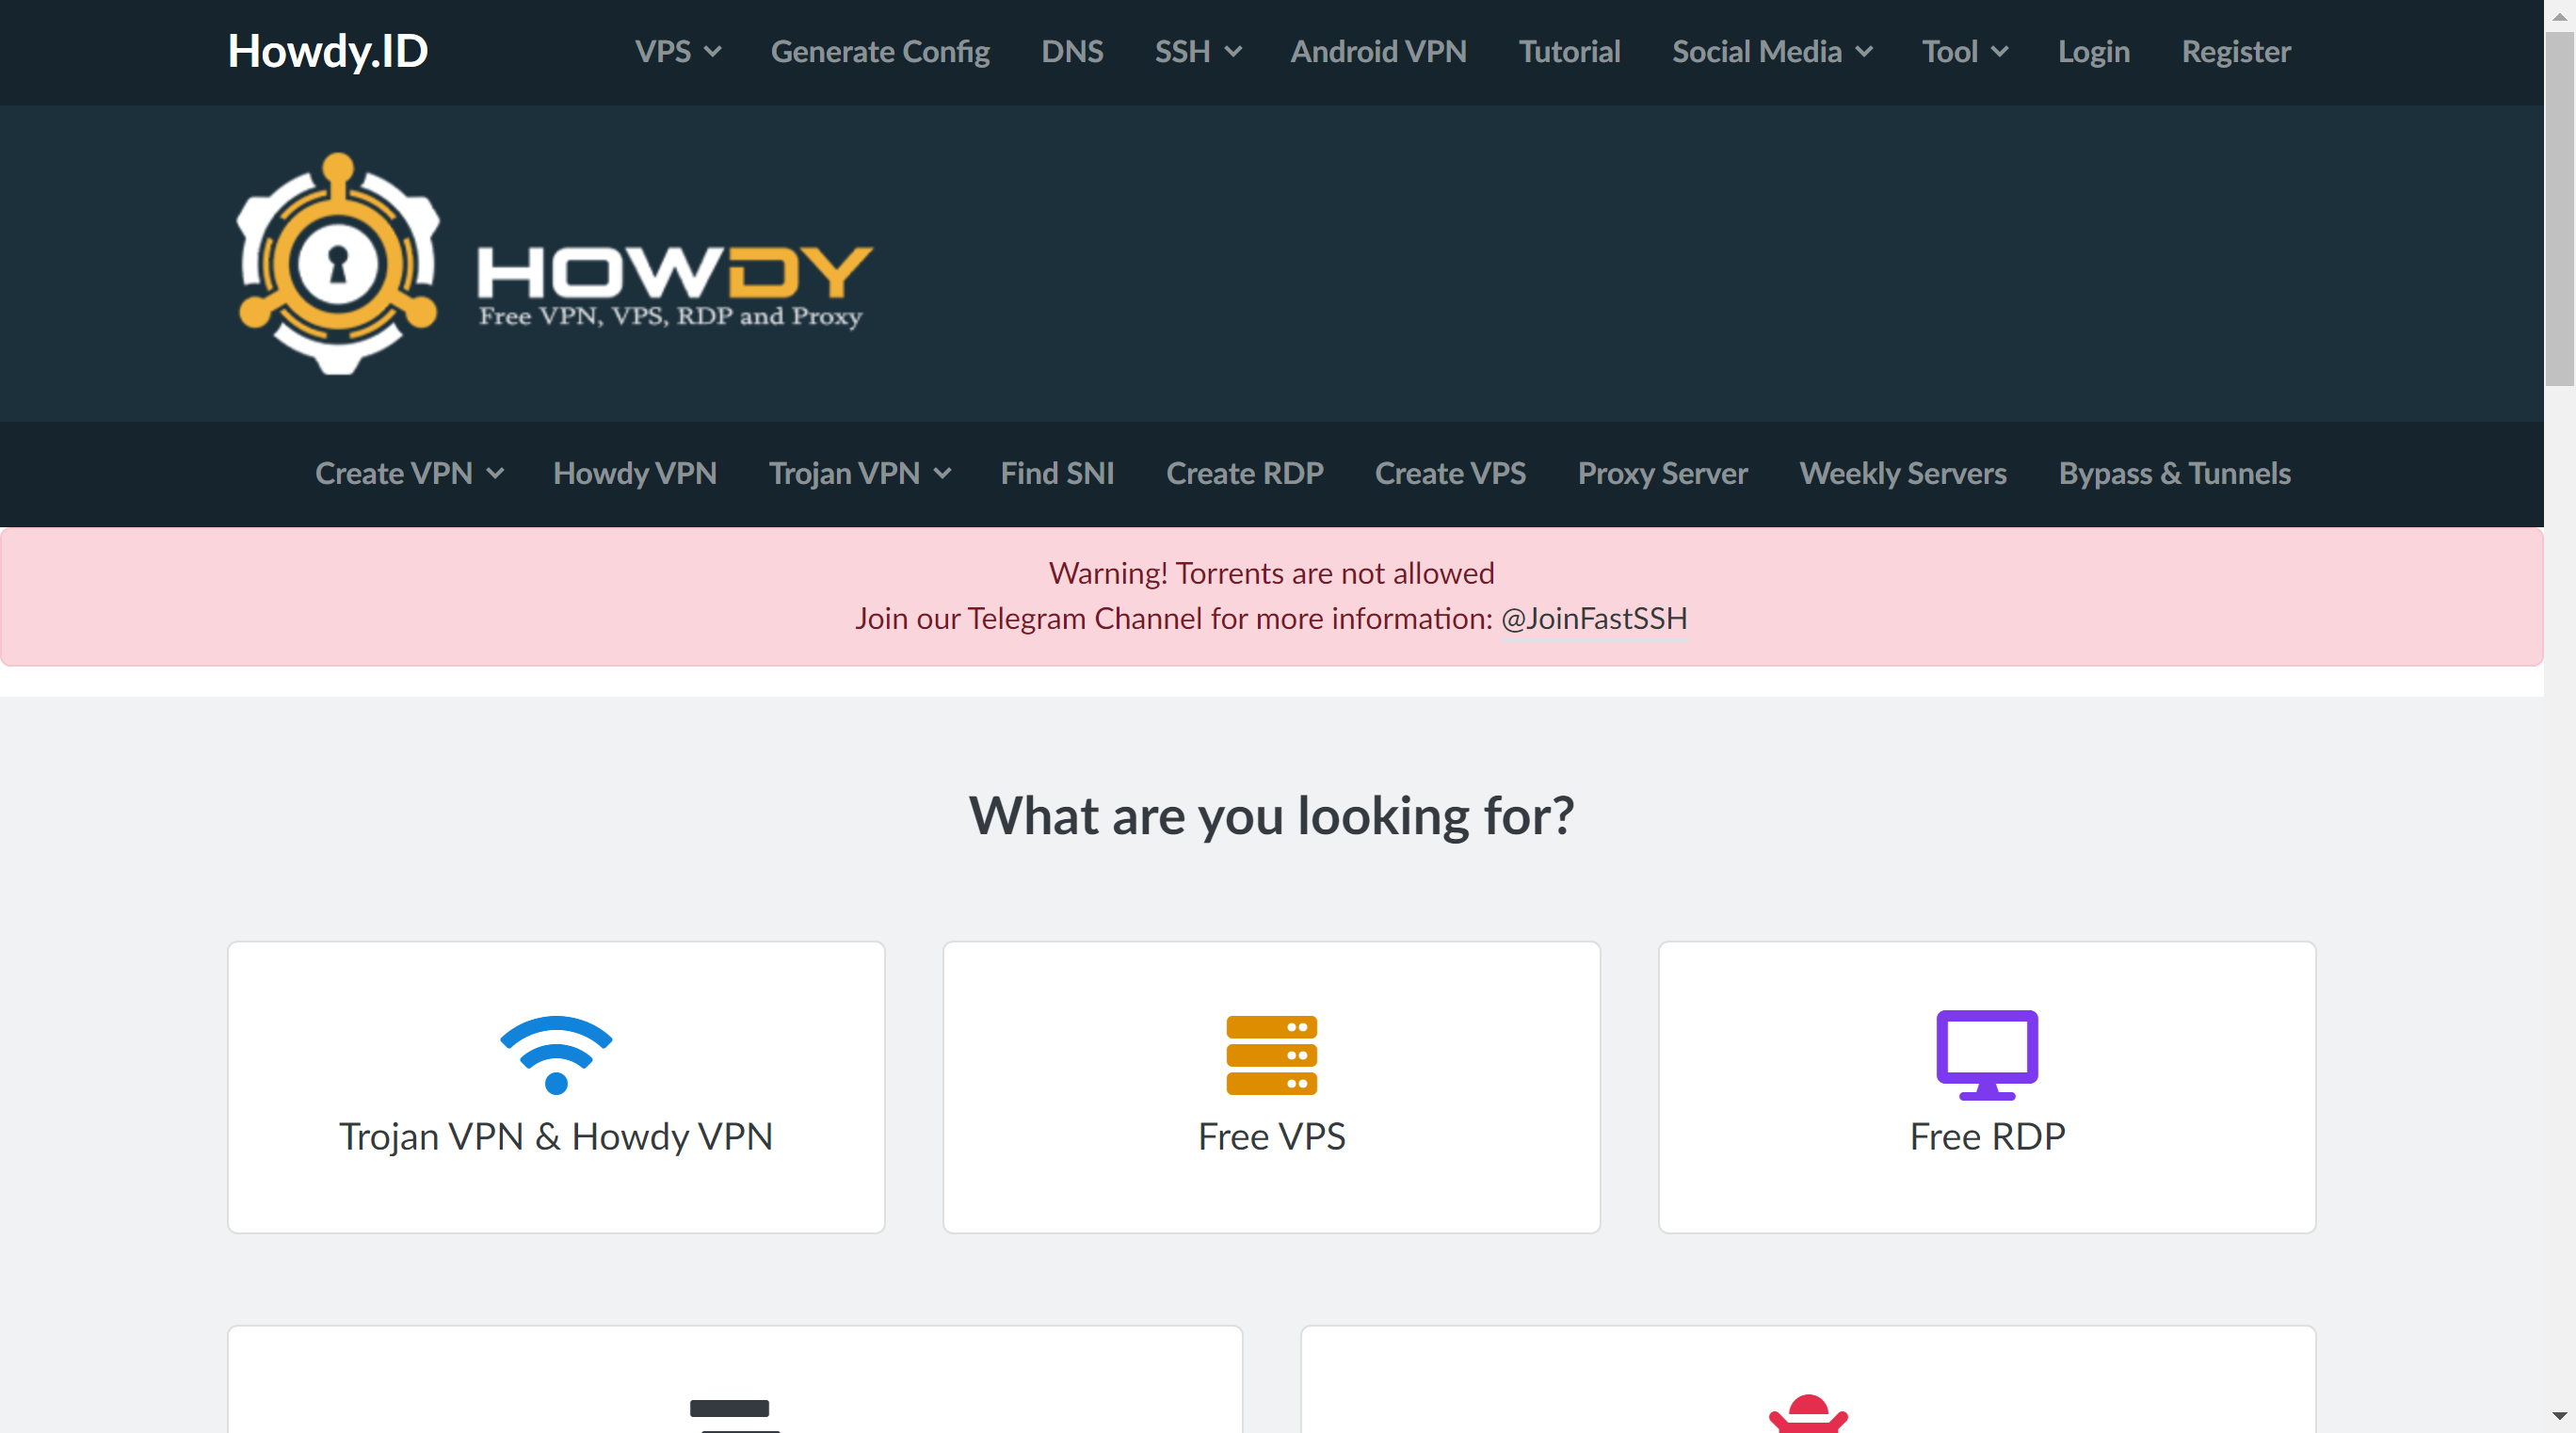 Howdy.ID VPS Generate Config DNS SSH Android VPN Tutorial Social Media Tool Login Register
HOWDY
Free VPN, VPS, RDP and Proxy
Create VPN Howdy VPN Trojan VPN Find SNI Create RDP Create VPS Proxy Server Weekly Servers Bypass & Tunnels
Warning! Torrents are not allowed
Join our Telegram Channel for more information: @JoinFastSSH
What are you looking for?
Trojan VPN & Howdy VPN
Free VPS
Free RDP